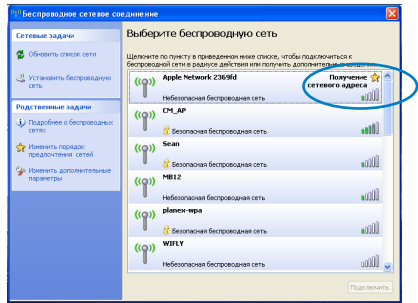 Беспроводное сетевое соединение
Сетевые задачи
Обновить список сети
Установить беспроводную
сеть
Родственные задачи
Подробнее о беспроводных
сетях
Изменить порядок
предпочтения сетей
Изменить дополнительные
параметры
Выберите беспроводную сеть
Щелкните по пункту в приведенном ниже списке, чтобы подключиться к
беспроводной сети в радиусе действия или получить дополнительные сведения.
Apple Network 2369fd
Получение
сетевого адреса
Небезопасная беспроводная сеть
CM_AP
Безопасная беспроводная сеть
Sean
Безопасная беспроводная сеть
MB12
Небезопасная беспроводная сеть
planex-wpa
Безопасная беспроводная сеть
WIFLY
Небезопасная беспроводная сеть
Подключить